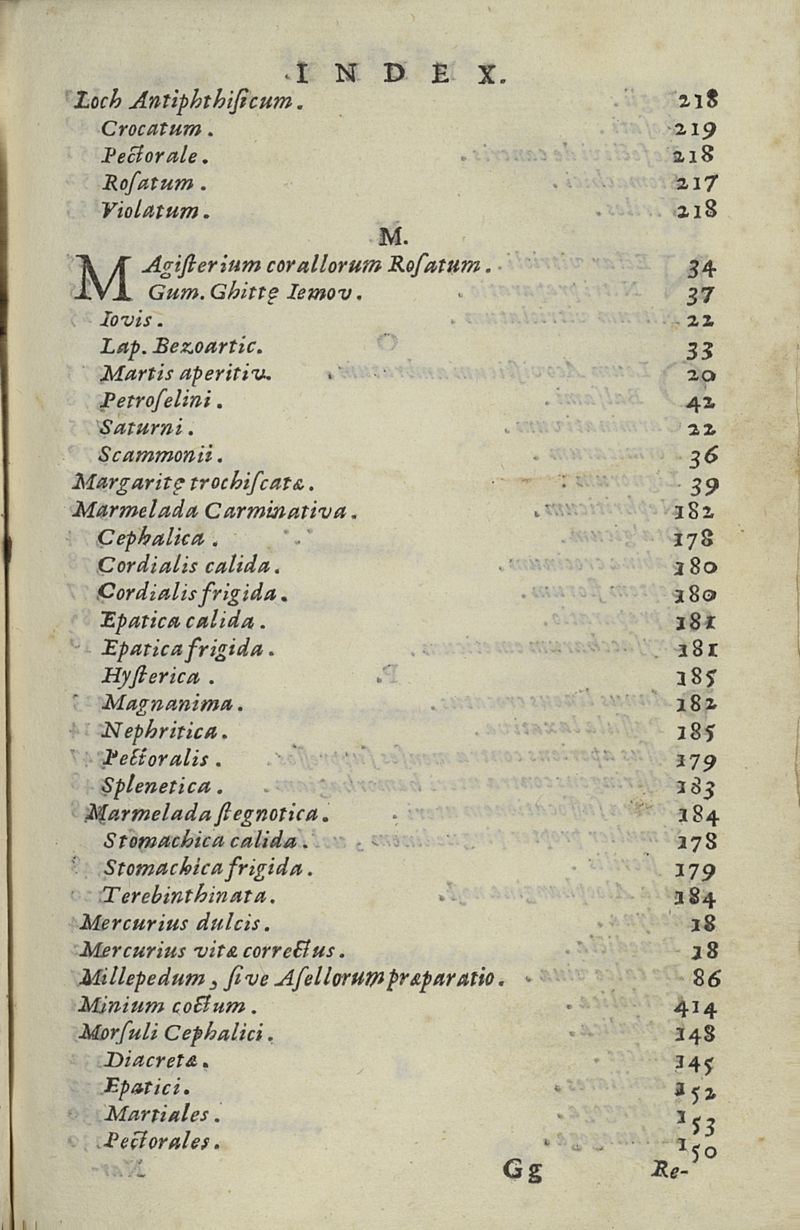 INDEX.
Loch Antiphthiſicum. 218
Crocatum. 219
Pectorale. 218
Roſatum. 217
Violatum. 218
M.
MAgiſterium corallorum Roſatum. 34
Gum. Ghittę Iemov. 37
Iovis. 22
Lap. Bezoartic. 33
Martis aperitiv. 20
Petroſelini. 42
Saturni. 22
Scammonii. 36
Margaritę trochiſcatæ. 39
Marmelada Carminativa. 182
Cephalica. 178
Cordialis calida. 180
Cordialis frigida. 180
Epatica calida. 181
Epatica frigida. 181
Hyſterica. 185
Magnanima. 182
Nephritica. 185
Pectoralis. 179
Splenetica. 183
Marmelada ſtegnotica. 184
Stomachica calida. 178
Stomachica frigida. 179
Terebinthinata. 184
Mercurius dulcis. 18
Mercurius vitæ correctus. 18
Millepedum, ſive Aſellorum præparatio. 86
Minium coctum. 414
Morſuli Cephalici. 148
Diacretæ. 145
Epatici. 152
Martiales. 153
Pectorales. 150
Gg Re-